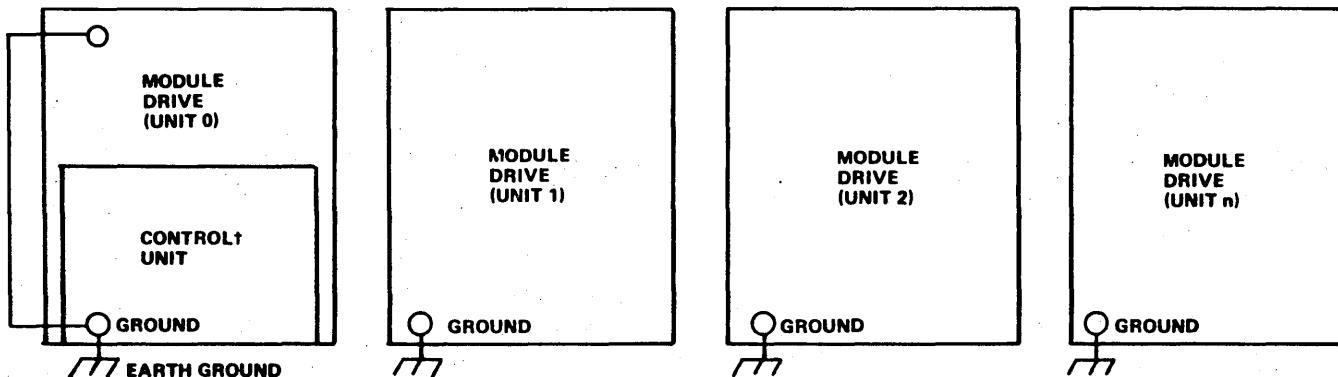 MODULE
DRIVE
(UNIT 0)
CONTROL†
UNIT
GROUND
EARTH GROUND
MODULE
DRIVE
(UNIT 1)
GROUND
MODULE
DRIVE
(UNIT 2)
GROUND
MODULE
DRIVE
(UNIT n)
GROUND